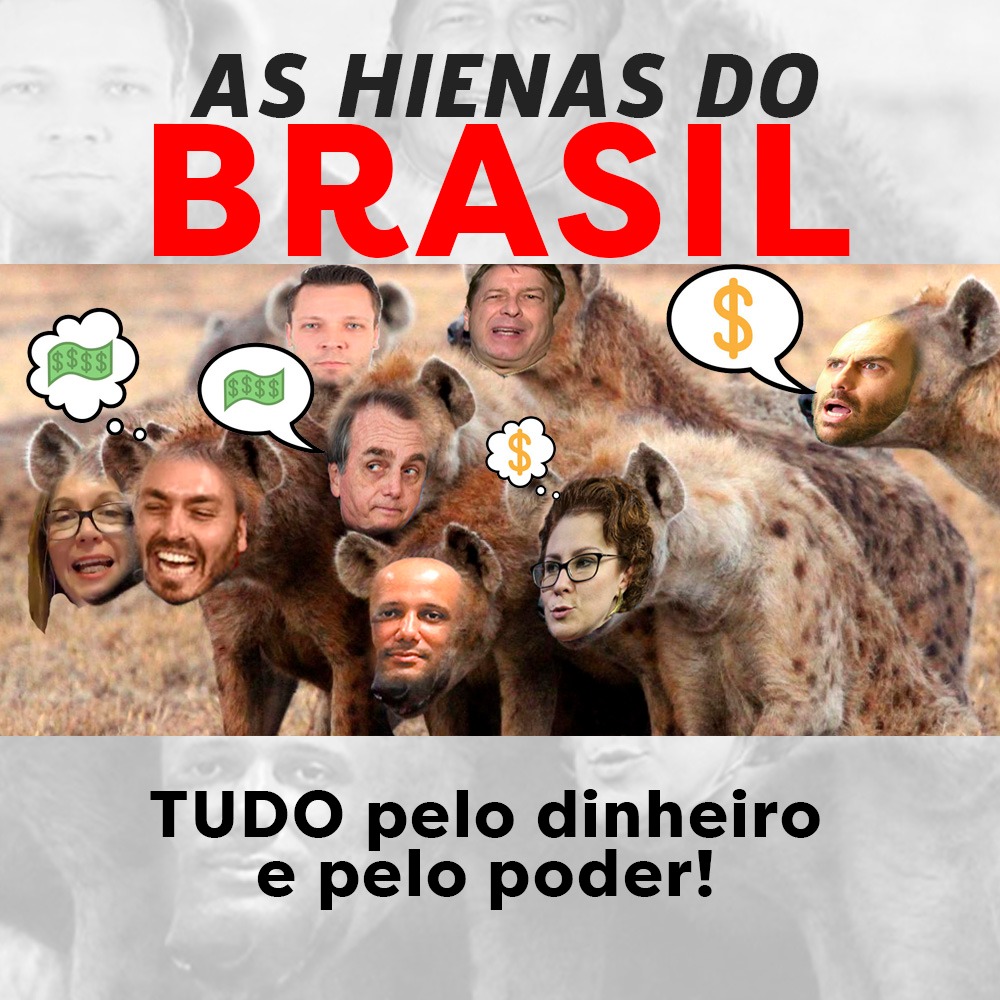 AS HIENAS DO
BRASIL
$
$$$$
$$$$
$
TUDO pelo dinheiro
e pelo poder!